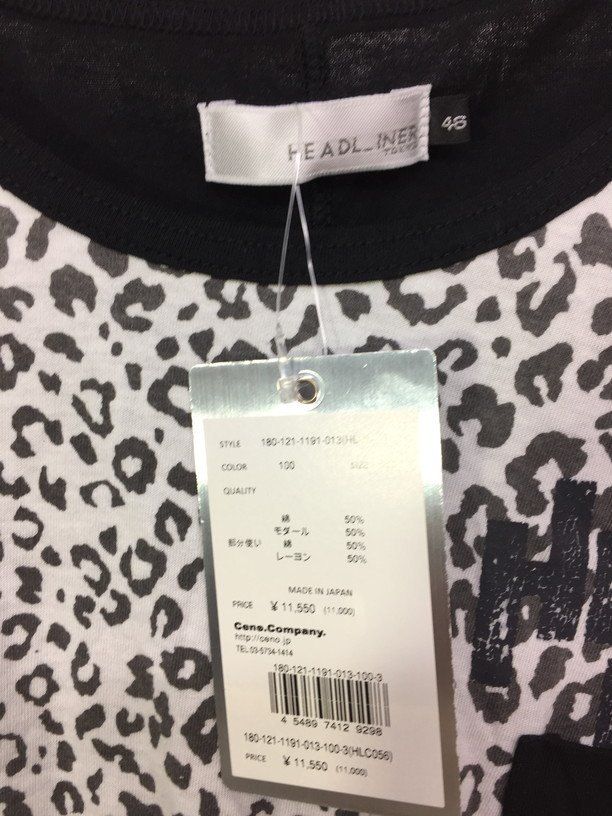 HEADL_INER
TOKYO
46
STYLE 180-121-1191-013(HL
COLOR 100 SIZE
QUALITY
綿 50%
モダール 50%
部分使い 綿 50%
レーヨン 50%
MADE IN JAPAN
PRICE ¥ 11,550 (11,000)
Ceno.Company.
http://ceno.jp
TEL 03-5734-1414
180-121-1191-013-100-3
4 5489 7412 9298
180-121-1191-013-100-3(HLC056)
PRICE ¥ 11,550 (11,000)